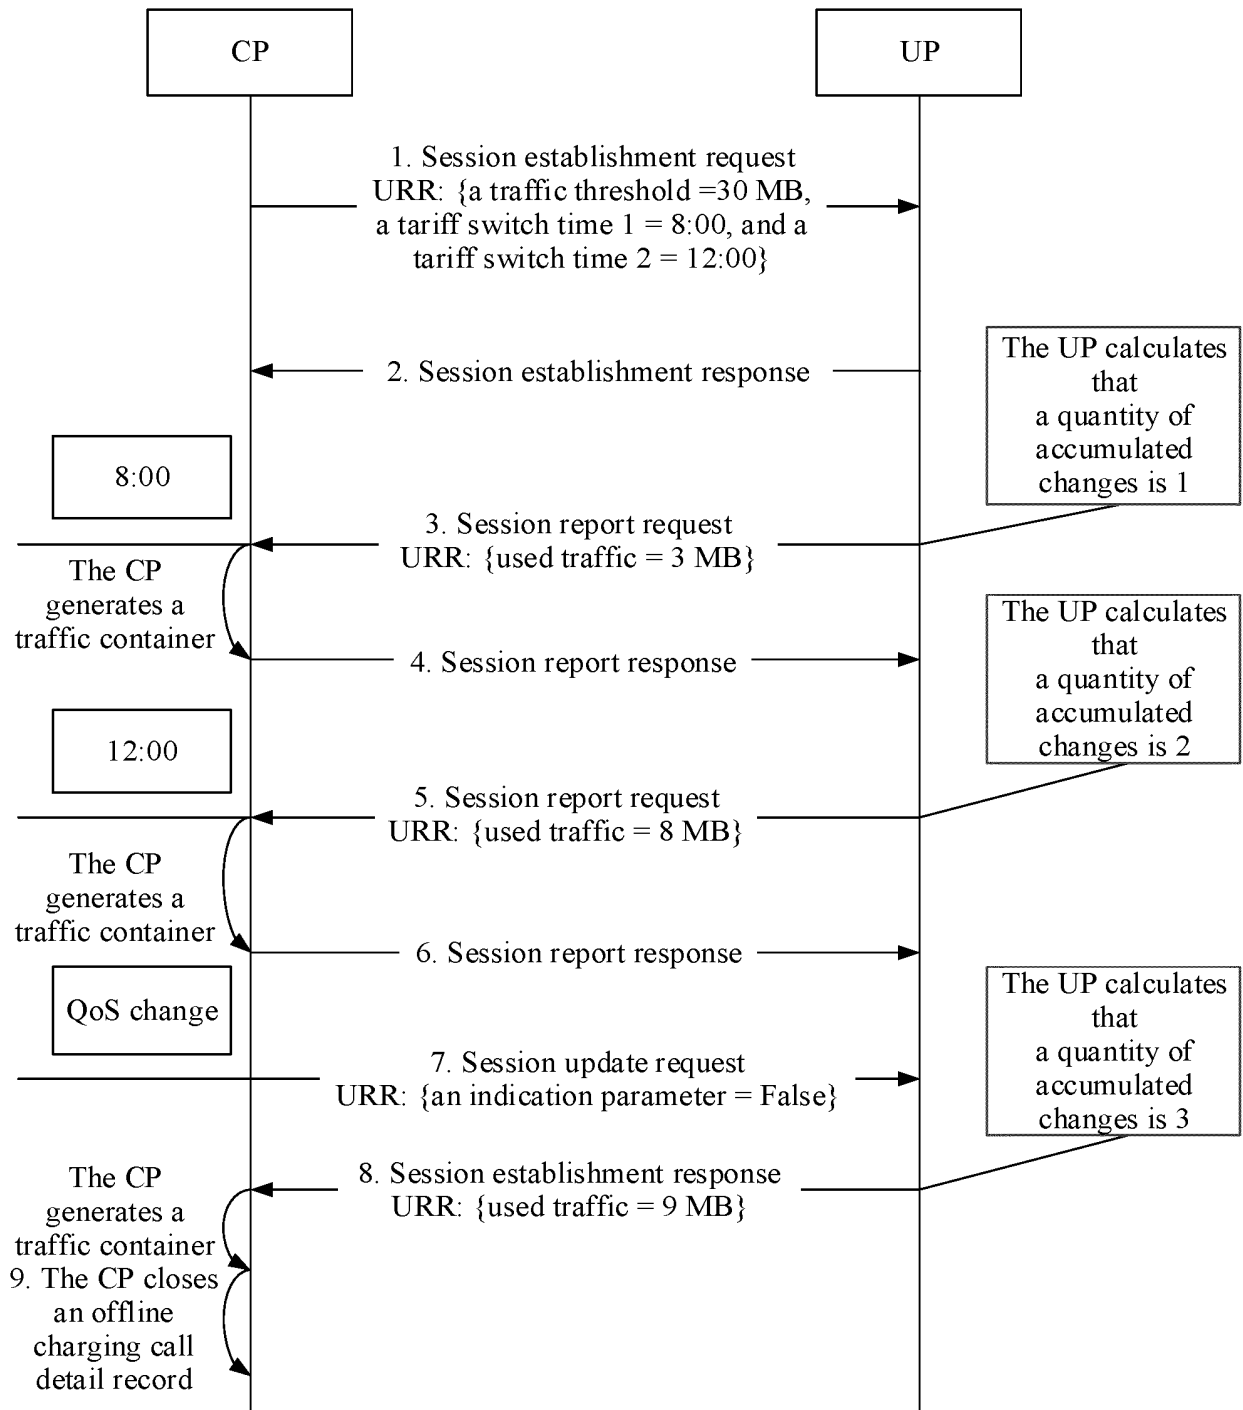 CP
UP
1. Session establishment request
URR: {a traffic threshold =30 MB,
a tariff switch time 1 = 8:00, and a
tariff switch time 2 = 12:00}
The UP calculates
that
a quantity of
accumulated
changes is 1
2. Session establishment response
8:00
3. Session report request
URR: {used traffic = 3 MB}
The CP
generates a
traffic container
The UP calculates
that
a quantity of
accumulated
changes is 2
4. Session report response
12:00
5. Session report request
URR: {used traffic = 8 MB}
The CP
generates a
traffic container
6. Session report response
QoS change
The UP calculates
that
a quantity of
accumulated
changes is 3
7. Session update request
URR: {an indication parameter = False}
8. Session establishment response
URR: {used traffic = 9 MB}
The CP
generates a
traffic container
9. The CP closes
an offline
charging call
detail record